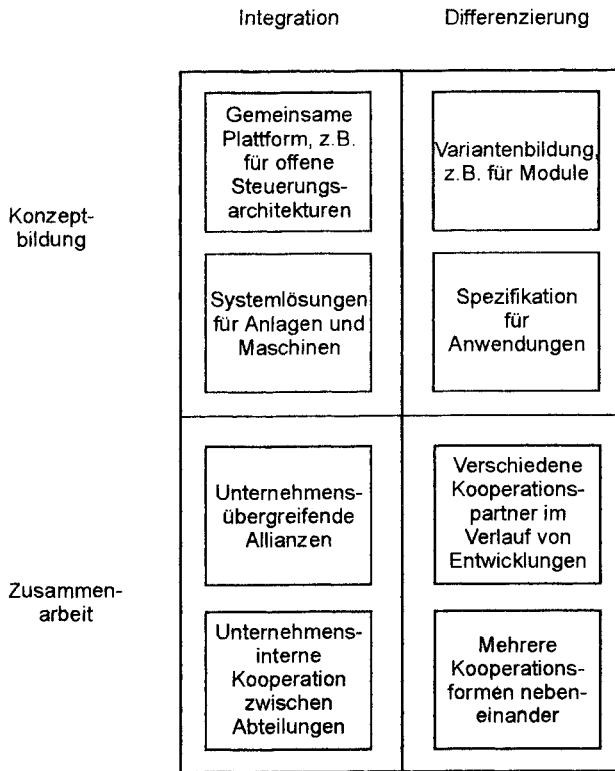 Integration
Differenzierung
Konzept-
bildung
Gemeinsame
Plattform, z.B.
für offene
Steuerungs-
architekturen
Variantenbildung,
z.B. für Module
Systemlösungen
für Anlagen und
Maschinen
Spezifikation
für
Anwendungen
Zusammen-
arbeit
Unternehmens-
übergreifende
Allianzen
Verschiedene
Kooperations-
partner im
Verlauf von
Entwicklungen
Unternehmens-
interne
Kooperation
zwischen
Abteilungen
Mehrere
Kooperations-
formen neben-
einander